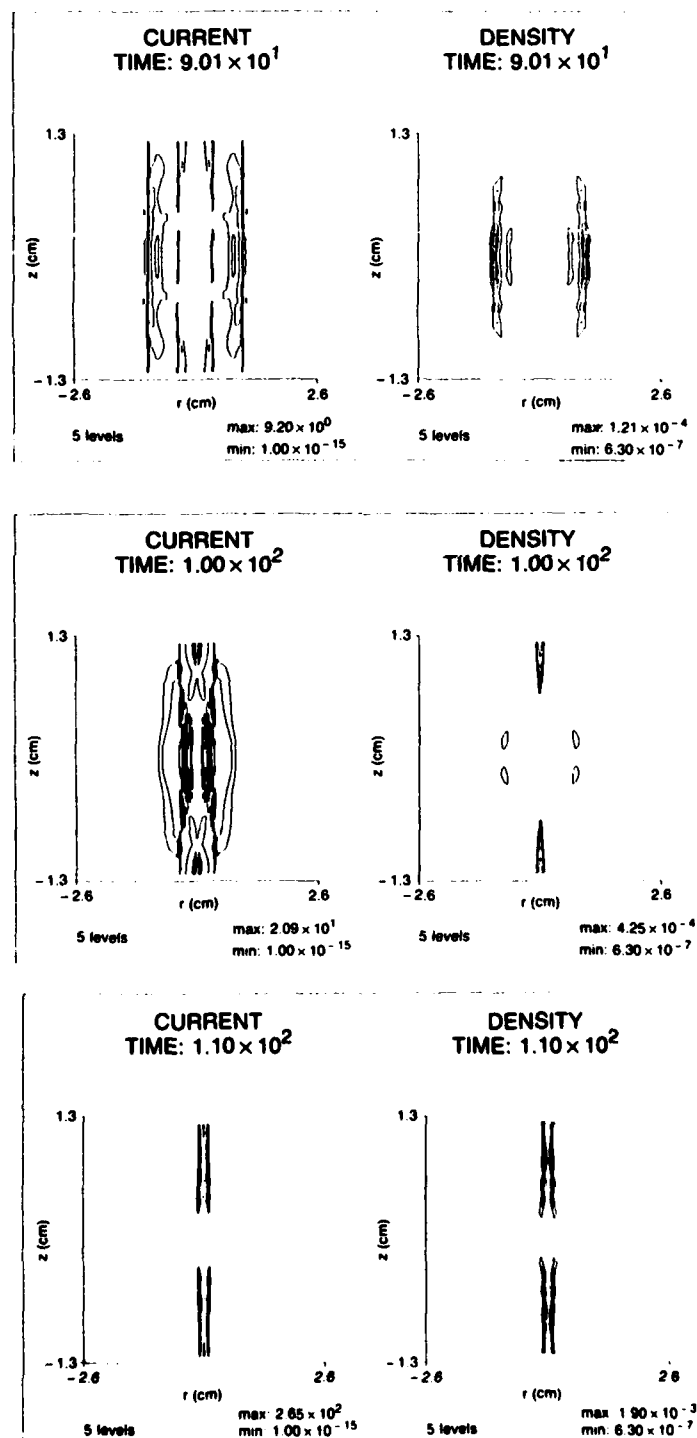 CURRENT
TIME: 9.01 × 10¹
1.3
z (cm)
−1.3
−2.6
r (cm)
2.6
5 levels
max: 9.20 × 10⁰
min: 1.00 × 10⁻¹⁵
DENSITY
TIME: 9.01 × 10¹
1.3
z (cm)
−1.3
−2.6
r (cm)
2.6
5 levels
max: 1.21 × 10⁻⁴
min: 6.30 × 10⁻⁷
CURRENT
TIME: 1.00 × 10²
1.3
z (cm)
−1.3
−2.6
r (cm)
2.6
5 levels
max: 2.09 × 10¹
min: 1.00 × 10⁻¹⁵
DENSITY
TIME: 1.00 × 10²
1.3
z (cm)
−1.3
−2.6
r (cm)
2.6
5 levels
max: 4.25 × 10⁻⁴
min: 6.30 × 10⁻⁷
CURRENT
TIME: 1.10 × 10²
1.3
z (cm)
−1.3
−2.6
r (cm)
2.6
5 levels
max 2 65 × 10²
min: 1.00 × 10⁻¹⁵
DENSITY
TIME: 1.10 × 10²
1.3
z (cm)
−1.3
−2.6
r (cm)
2.6
5 levels
max 1 90 × 10⁻³
min: 6.30 × 10⁻⁷